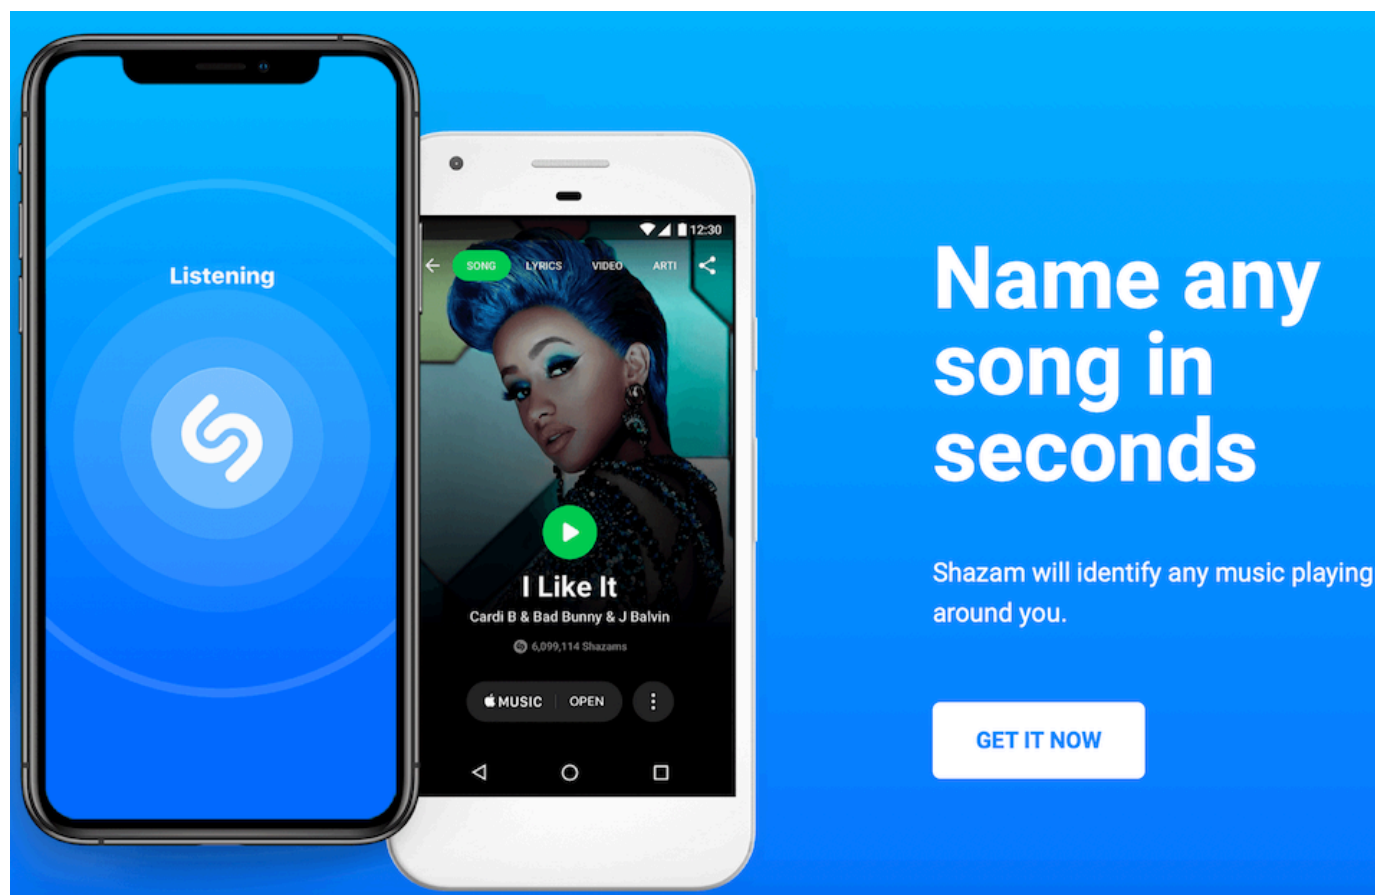 Listening
12:30
SONG LYRICS VIDEO ARTI
I Like It
Cardi B & Bad Bunny & J Balvin
6,099,114 Shazams
MUSIC OPEN
Name any
song in
seconds
Shazam will identify any music playing
around you.
GET IT NOW